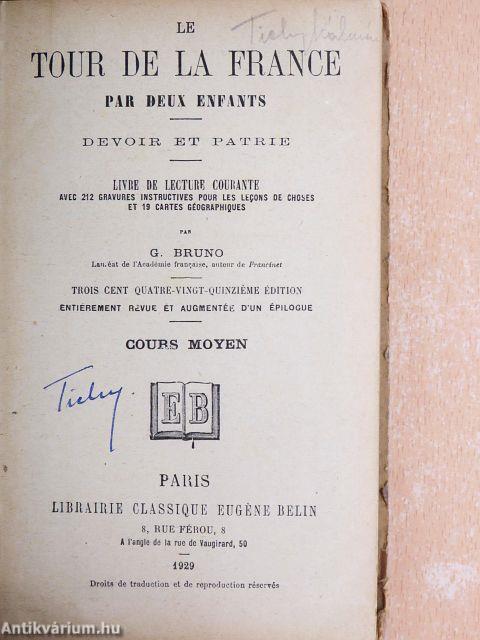 Tichy Kálmán
LE
TOUR DE LA FRANCE
PAR DEUX ENFANTS
DEVOIR ET PATRIE
LIVRE DE LECTURE COURANTE
AVEC 212 GRAVURES INSTRUCTIVES POUR LES LEÇONS DE CHOSES
ET 19 CARTES GÉOGRAPHIQUES
PAR
G. BRUNO
Lauréat de l'Académie française, auteur de Francinet
TROIS CENT QUATRE-VINGT-QUINZIÈME ÉDITION
ENTIÈREMENT REVUE ET AUGMENTÉE D'UN ÉPILOGUE
COURS MOYEN
Tichy
EB
PARIS
LIBRAIRIE CLASSIQUE EUGÈNE BELIN
8, RUE FÉROU, 8
A l'angle de la rue de Vaugirard, 50
1929
Droits de traduction et de reproduction réservés
Antikvárium.hu